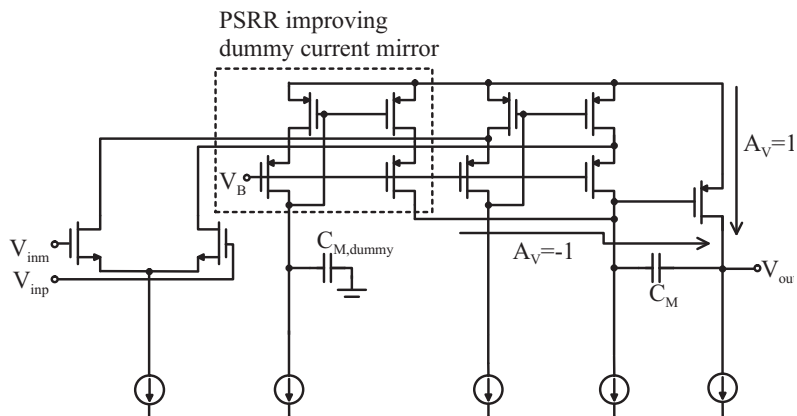 PSRR improving
dummy current mirror
A_V=1
V_B
V_inm
V_inp
C_M,dummy
A_V=-1
C_M
V_out